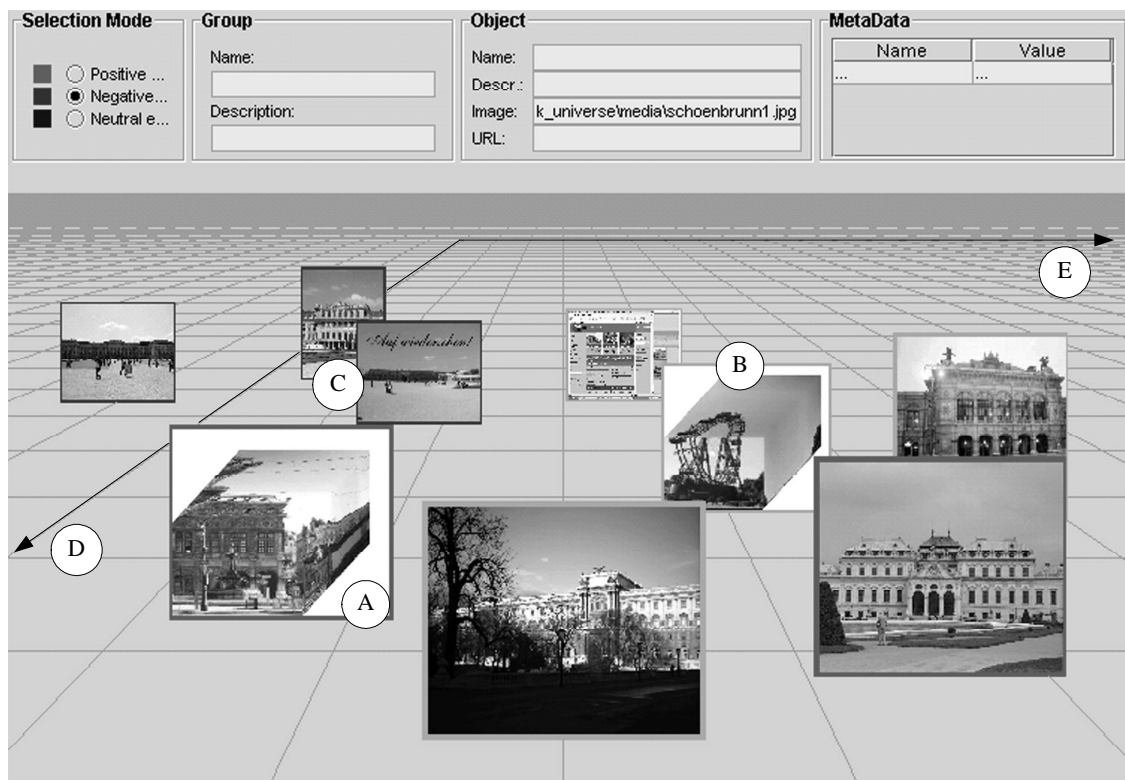 Selection Mode
Positive ...
Negative...
Neutral e...
Group
Name:
Description:
Object
Name:
Descr.:
Image: k_universe\media\schoenbrunn1.jpg
URL:
MetaData
Name Value
... ...
E
Auf wiedersehen!
B
C
D
A